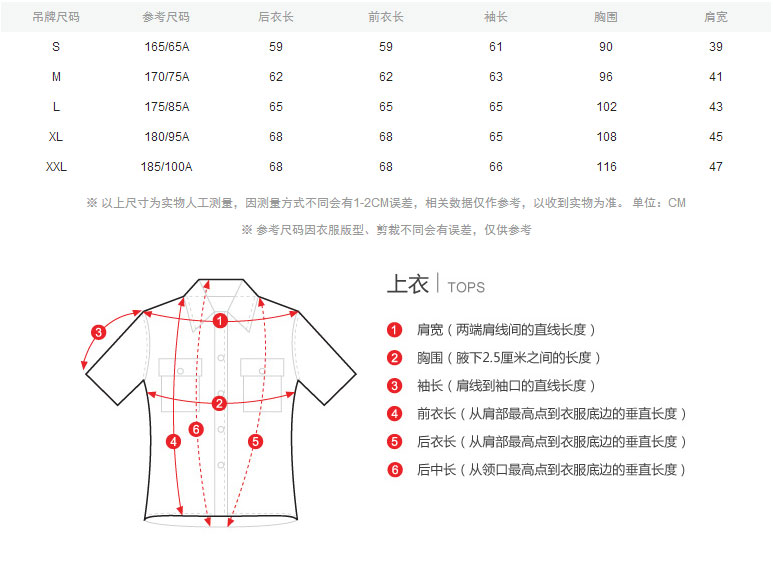 吊牌尺码 参考尺码 后衣长 前衣长 袖长 胸围 肩宽
S 165/65A 59 59 61 90 39
M 170/75A 62 62 63 96 41
L 175/85A 65 65 65 102 43
XL 180/95A 68 68 65 108 45
XXL 185/100A 68 68 66 116 47
※ 以上尺寸为实物人工测量，因测量方式不同会有1-2CM误差，相关数据仅作参考，以收到实物为准。 单位：CM
※ 参考尺码因衣服版型、剪裁不同会有误差，仅供参考
上衣 | TOPS
1 肩宽（两端肩线间的直线长度）
2 胸围（腋下2.5厘米之间的长度）
3 袖长（肩线到袖口的直线长度）
4 前衣长（从肩部最高点到衣服底边的垂直长度）
5 后衣长（从肩部最高点到衣服底边的垂直长度）
6 后中长（从领口最高点到衣服底边的垂直长度）
1
3
2
6
4
5